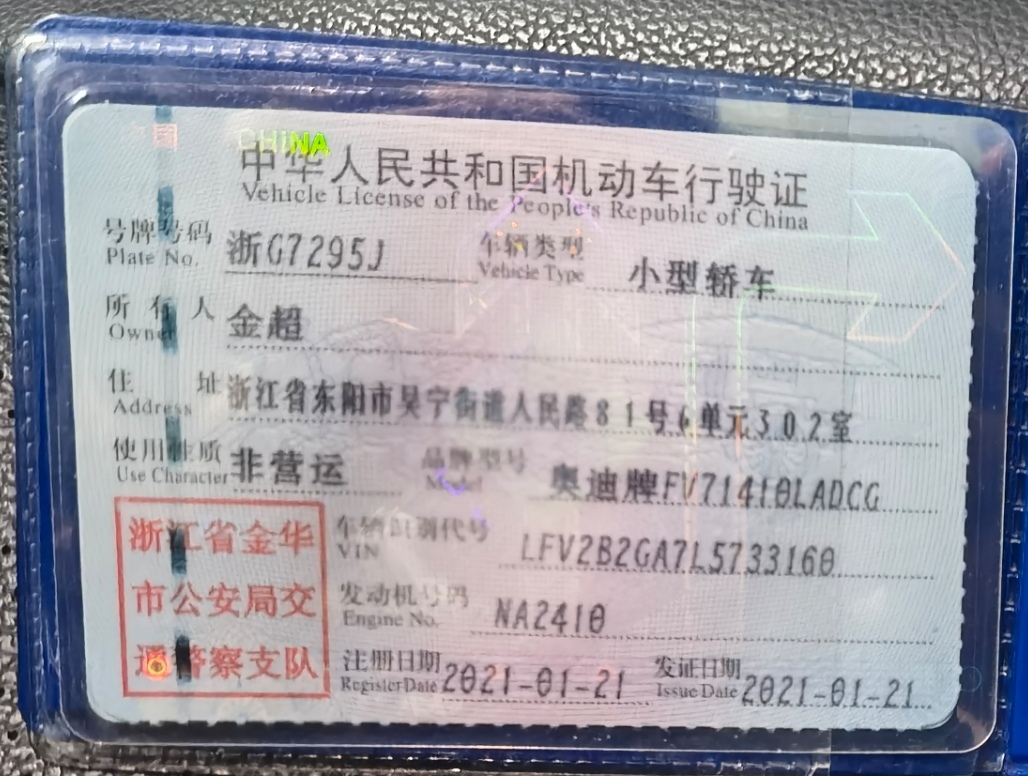 中国 CHINA
中华人民共和国机动车行驶证
Vehicle License of the People's Republic of China
号牌号码 浙G7295J 车辆类型 小型轿车
Plate No. Vehicle Type
所有人 金超
Owner
住址 浙江省东阳市吴宁街道人民路81号6单元302室
Address
使用性质 非营运 品牌型号 奥迪牌FV71410LADCG
Use Character Model
浙江省金华
市公安局交
通警察支队
车辆识别代号 LFV2B2GA7L5733160
VIN
发动机号码 NA2410
Engine No.
注册日期 2021-01-21 发证日期 2021-01-21
Register Date Issue Date